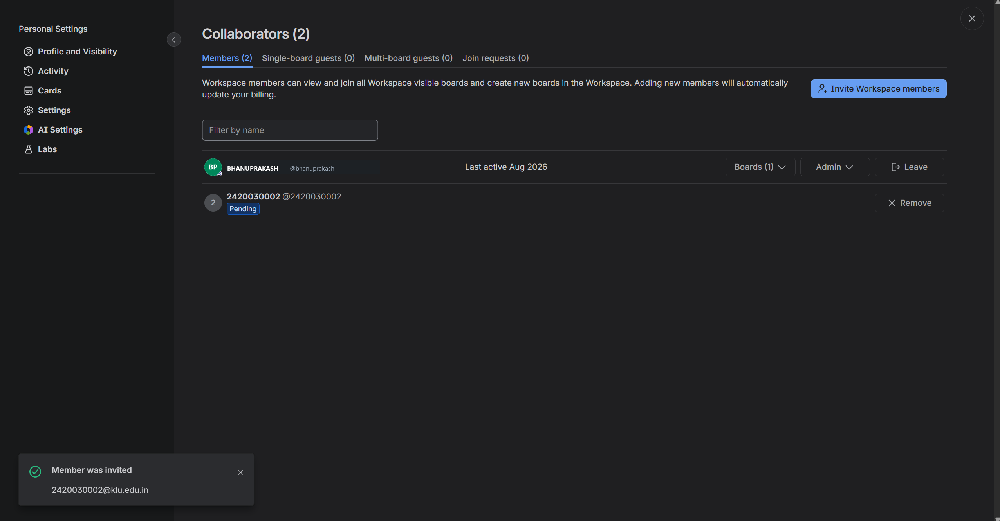 Personal Settings
Profile and Visibility
Activity
Cards
Settings
AI Settings
Labs
Collaborators (2)
Members (2) Single-board guests (0) Multi-board guests (0) Join requests (0)
Workspace members can view and join all Workspace visible boards and create new boards in the Workspace. Adding new members will automatically
update your billing.
Invite Workspace members
Filter by name
BP BHANUPRAKASH @bhanuprakash Last active Aug 2026 Boards (1) Admin Leave
2 2420030002 @2420030002
Pending
Remove
Member was invited
2420030002@klu.edu.in